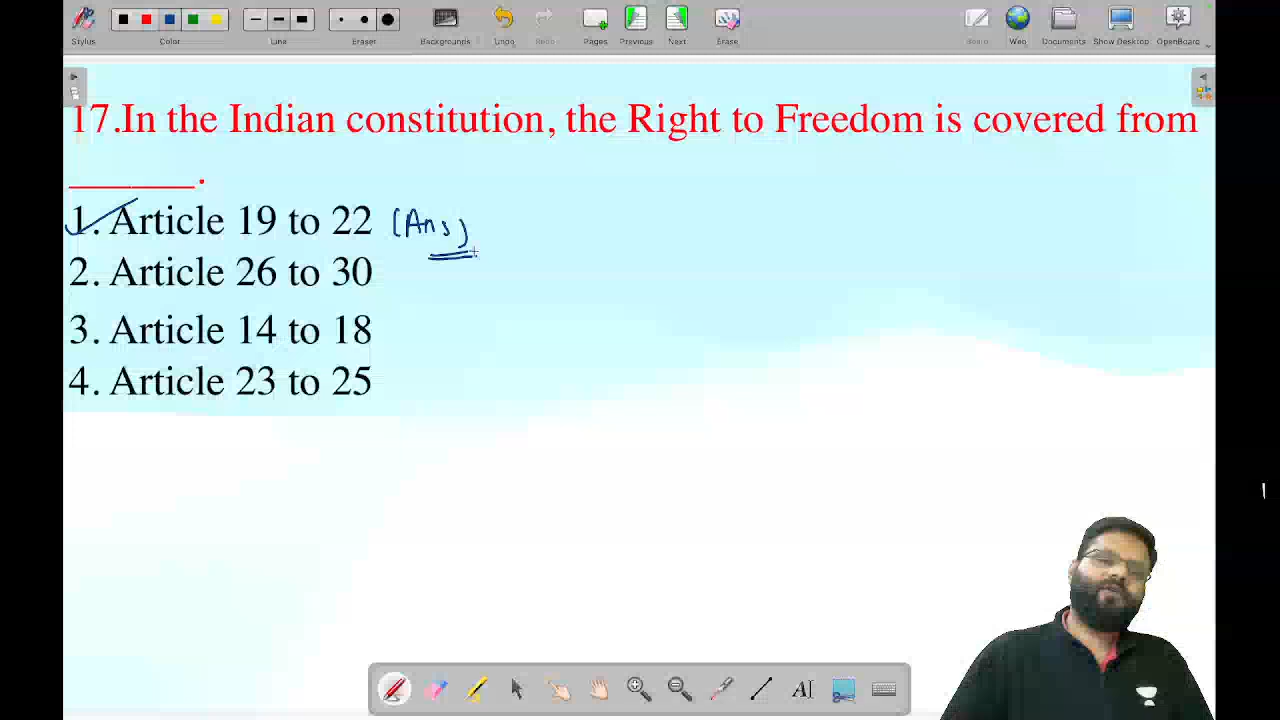 Stylus
Color
Line
Eraser
Backgrounds
Undo
Redo
Pages
Previous
Next
Erase
Board
Web
Documents
Show Desktop
OpenBoard
17.In the Indian constitution, the Right to Freedom is covered from
______.
1. Article 19 to 22 (Ans)
2. Article 26 to 30
3. Article 14 to 18
4. Article 23 to 25
AI